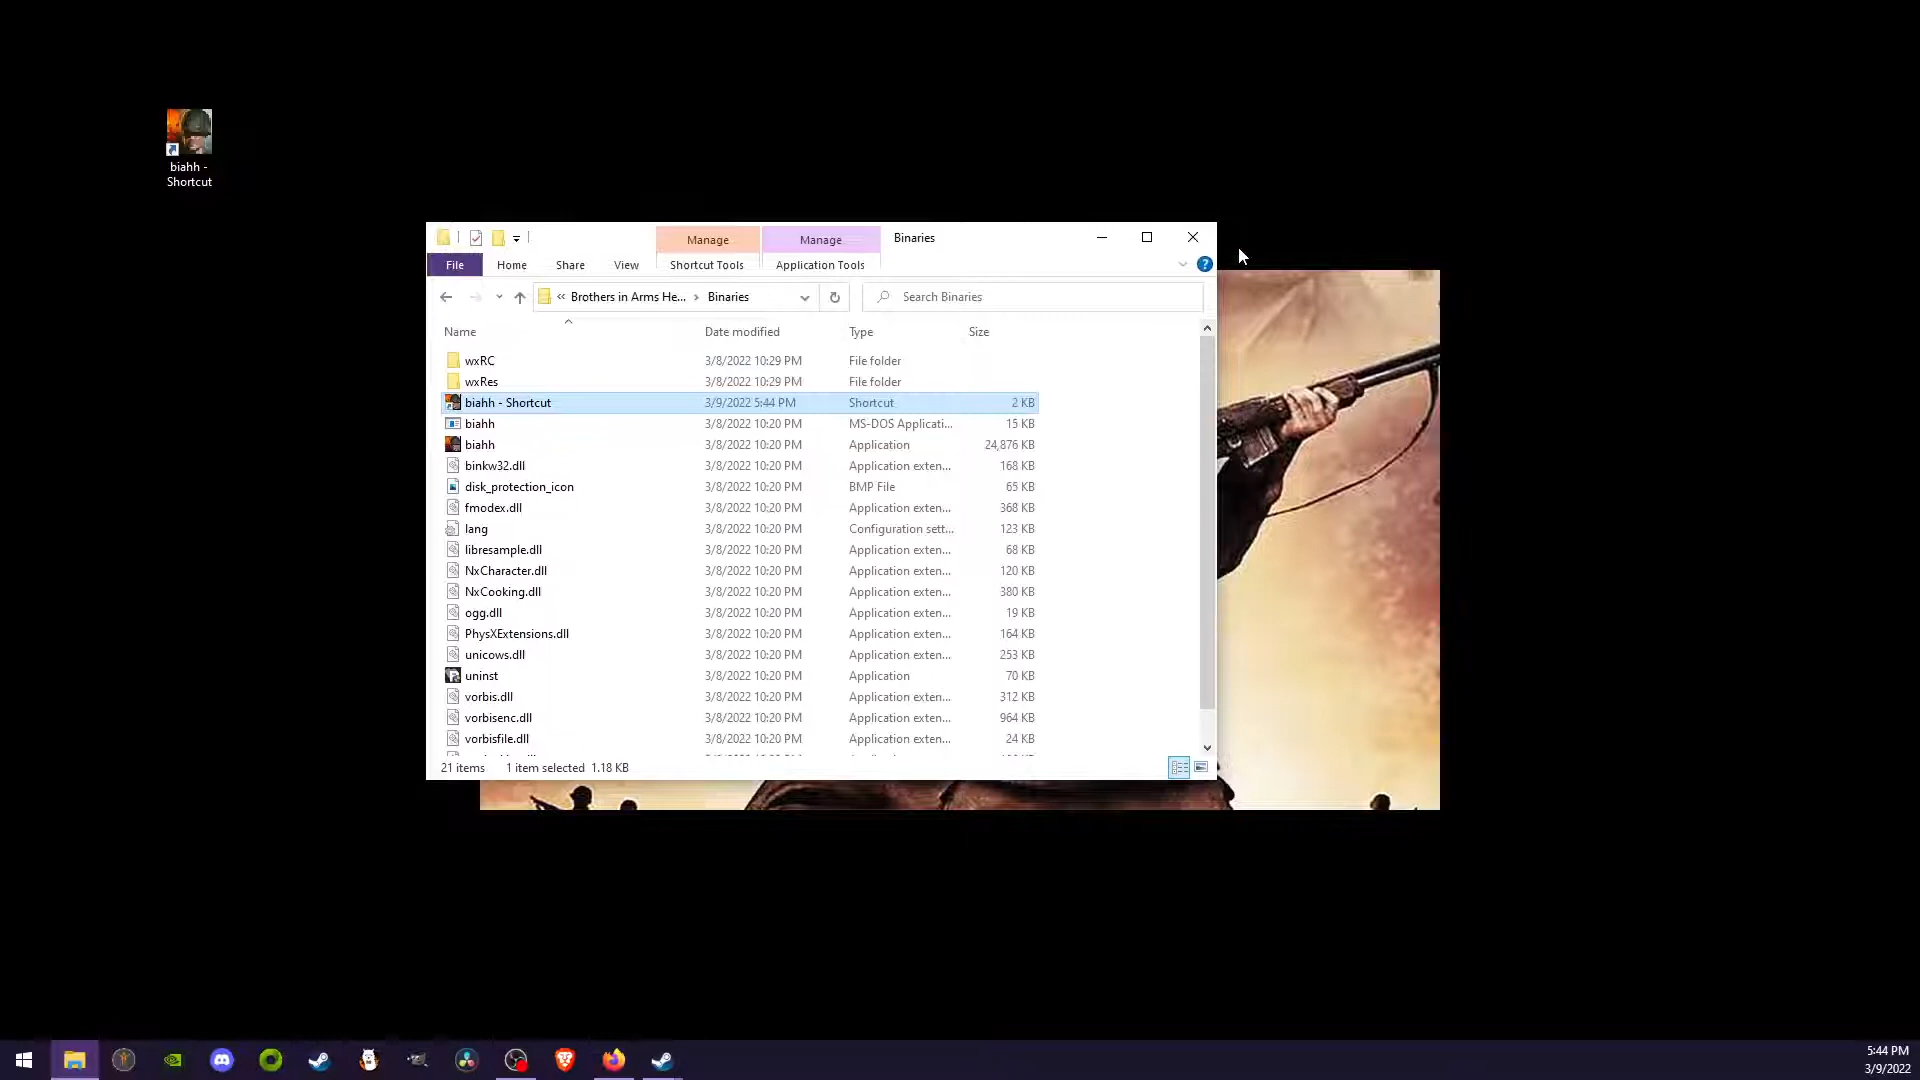 biahh -
Shortcut
Manage
Manage
Binaries
File
Home
Share
View
Shortcut Tools
Application Tools
?
« Brothers in Arms He... › Binaries
Search Binaries
Name Date modified Type Size
wxRC 3/8/2022 10:29 PM File folder
wxRes 3/8/2022 10:29 PM File folder
biahh - Shortcut 3/9/2022 5:44 PM Shortcut 2 KB
biahh 3/8/2022 10:20 PM MS-DOS Applicati... 15 KB
biahh 3/8/2022 10:20 PM Application 24,876 KB
binkw32.dll 3/8/2022 10:20 PM Application exten... 168 KB
disk_protection_icon 3/8/2022 10:20 PM BMP File 65 KB
fmodex.dll 3/8/2022 10:20 PM Application exten... 368 KB
lang 3/8/2022 10:20 PM Configuration sett... 123 KB
libresample.dll 3/8/2022 10:20 PM Application exten... 68 KB
NxCharacter.dll 3/8/2022 10:20 PM Application exten... 120 KB
NxCooking.dll 3/8/2022 10:20 PM Application exten... 380 KB
ogg.dll 3/8/2022 10:20 PM Application exten... 19 KB
PhysXExtensions.dll 3/8/2022 10:20 PM Application exten... 164 KB
unicows.dll 3/8/2022 10:20 PM Application exten... 253 KB
uninst 3/8/2022 10:20 PM Application 70 KB
vorbis.dll 3/8/2022 10:20 PM Application exten... 312 KB
vorbisenc.dll 3/8/2022 10:20 PM Application exten... 964 KB
vorbisfile.dll 3/8/2022 10:20 PM Application exten... 24 KB
21 items 1 item selected 1.18 KB
5:44 PM
3/9/2022